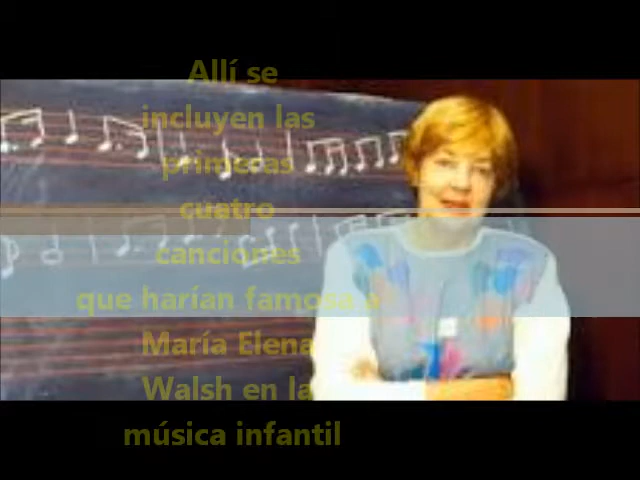 Allí se
incluyen las
primeras
cuatro
canciones
que harían famosa a
María Elena
Walsh en la
música infantil